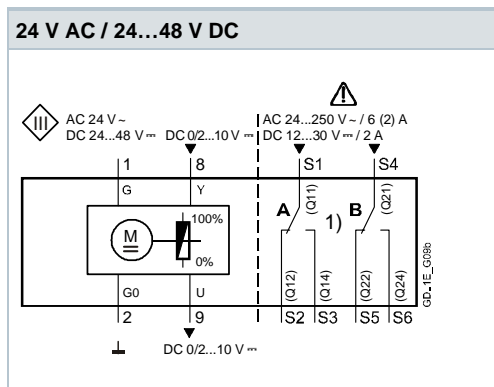 24 V AC / 24...48 V DC
III
AC 24 V ~
DC 24...48 V ⎓ DC 0/2...10 V ⎓
AC 24...250 V ~ / 6 (2) A
DC 12...30 V ⎓ / 2 A
1 8 S1 S4
G Y (Q11) (Q21)
A 1) B
100%
M
0%
G0 U (Q12) (Q14) (Q22) (Q24)
2 9 S2 S3 S5 S6
DC 0/2...10 V ⎓
GD_1E_G09b